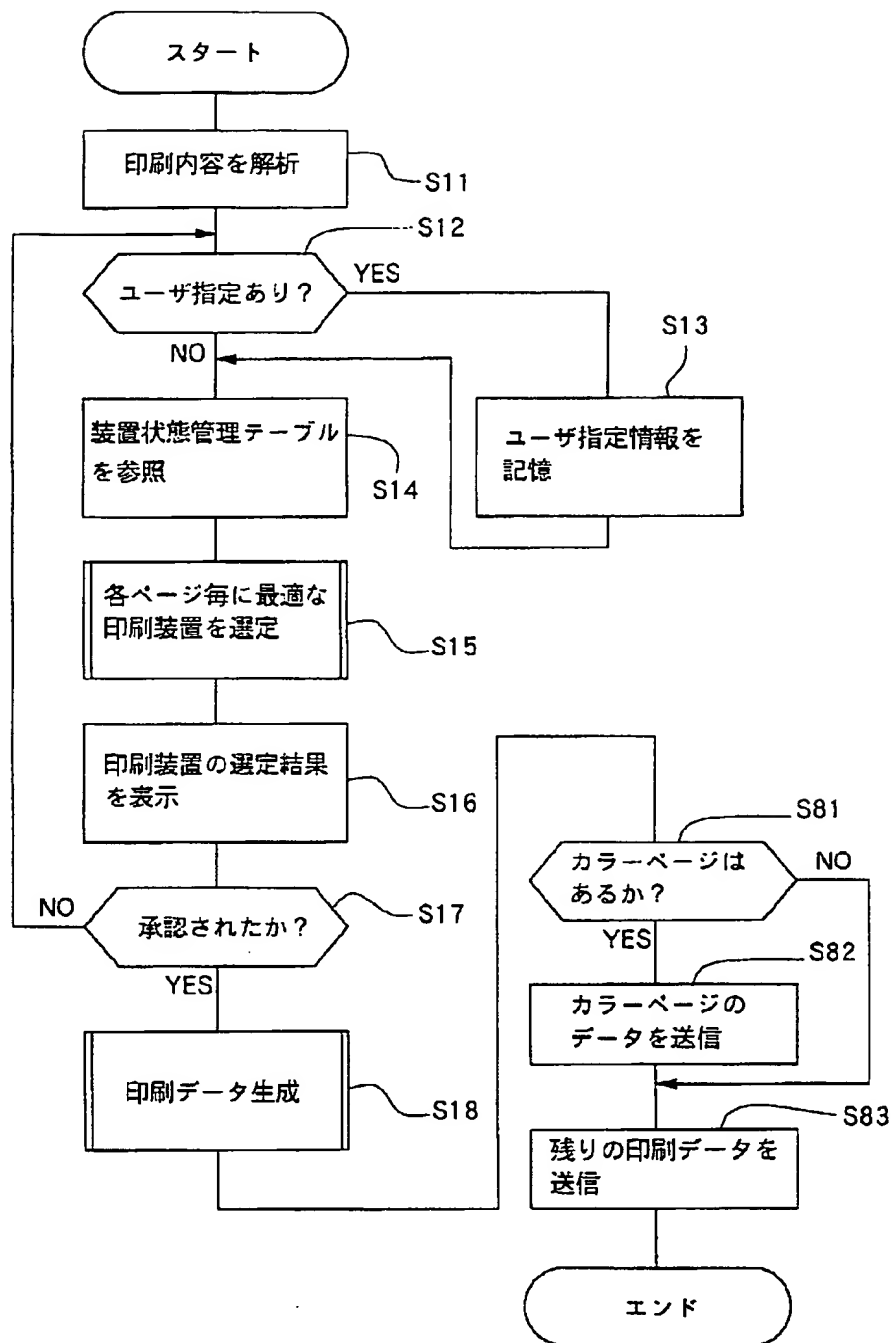 スタート
印刷内容を解析
S11
S12
ユーザ指定あり?
YES
NO
S13
ユーザ指定情報を
記憶
装置状態管理テーブル
を参照
S14
各ページ毎に最適な
印刷装置を選定
S15
印刷装置の選定結果
を表示
S16
承認されたか?
NO
S17
YES
印刷データ生成
S18
S81
カラーページは
あるか?
NO
YES
S82
カラーページの
データを送信
S83
残りの印刷データを
送信
エンド